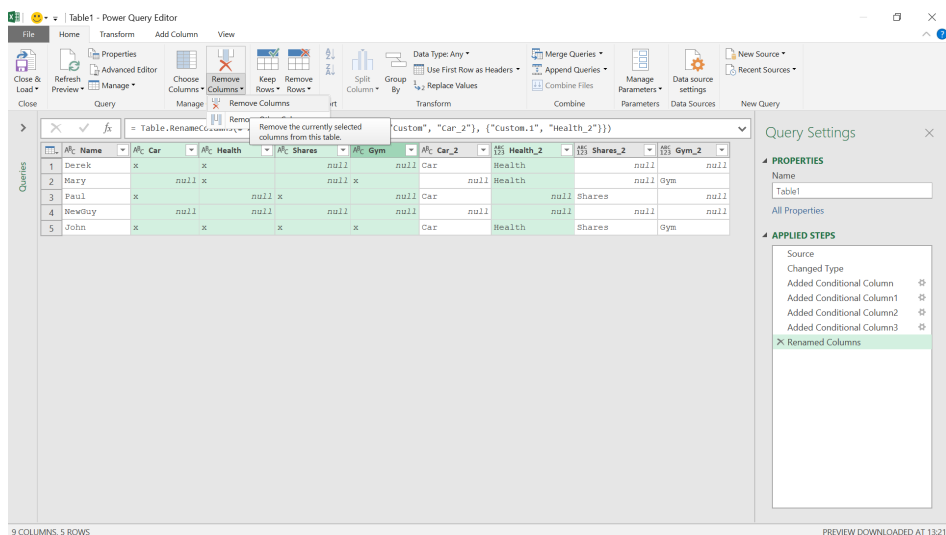 Table1 - Power Query Editor
File Home Transform Add Column View
Close & Load
Close
Refresh Preview
Properties
Advanced Editor
Manage
Query
Choose Columns
Remove Columns
Manage
Keep Rows
Remove Rows
Split Column
Group By
Data Type: Any
Use First Row as Headers
Replace Values
Transform
Merge Queries
Append Queries
Combine Files
Combine
Manage Parameters
Parameters
Data source settings
Data Sources
New Source
Recent Sources
New Query
Remove Columns
Remove the currently selected columns from this table.
fx = Table.RenameColumns( "Custom", "Car_2"}, {"Custom.1", "Health_2"}})
Queries
Name Car Health Shares Gym Car_2 Health_2 Shares_2 Gym_2
1 Derek x x null null Car Health null null
2 Mary null x null x null Health null Gym
3 Paul x null x null Car null Shares null
4 NewGuy null null null null null null null null
5 John x x x x Car Health Shares Gym
Query Settings
PROPERTIES
Name
Table1
All Properties
APPLIED STEPS
Source
Changed Type
Added Conditional Column
Added Conditional Column1
Added Conditional Column2
Added Conditional Column3
Renamed Columns
9 COLUMNS, 5 ROWS
PREVIEW DOWNLOADED AT 13:21